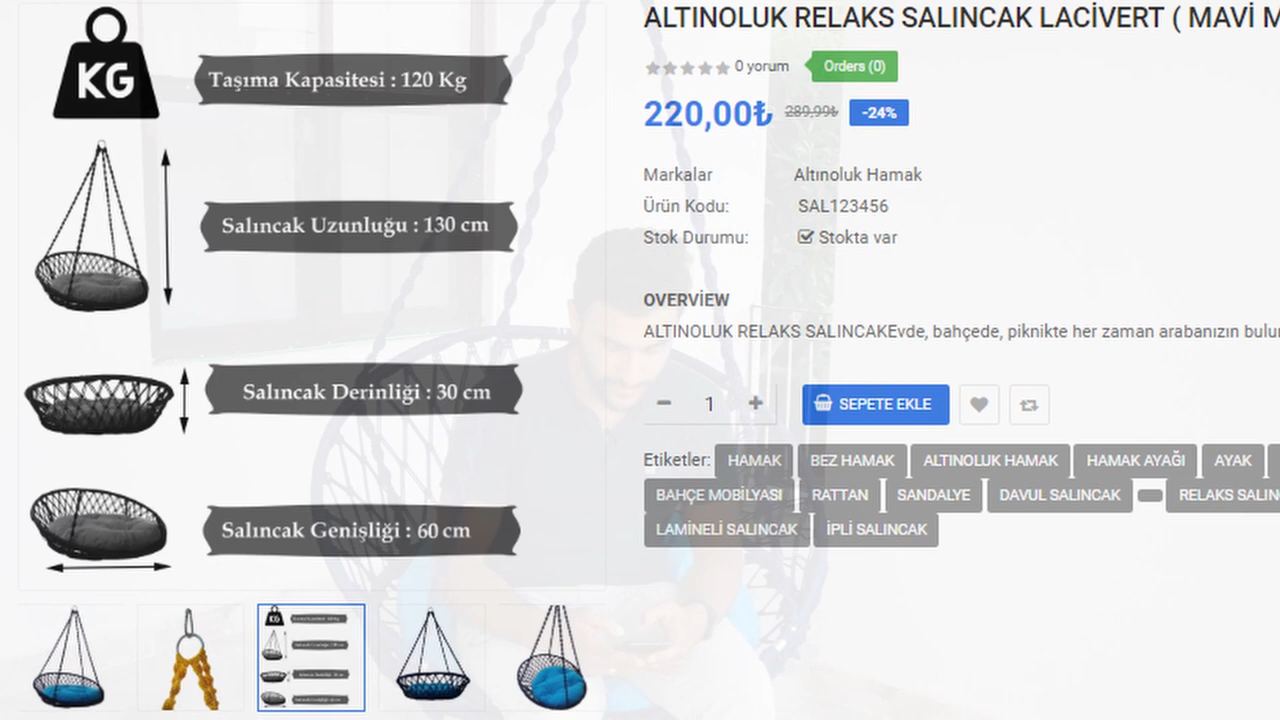 ALTINOLUK RELAKS SALINCAK LACİVERT ( MAVİ
0 yorum
Orders (0)
220,00₺ 289,99₺ -24%
Markalar Altınoluk Hamak
Ürün Kodu: SAL123456
Stok Durumu: Stokta var
OVERVİEW
ALTINOLUK RELAKS SALINCAKEvde, bahçede, piknikte her zaman arabanızın
1
SEPETE EKLE
Etiketler: HAMAK BEZ HAMAK ALTINOLUK HAMAK HAMAK AYAĞI AYAK
BAHÇE MOBİLYASI RATTAN SANDALYE DAVUL SALINCAK RELAKS
LAMİNELİ SALINCAK İPLİ SALINCAK
KG
Taşıma Kapasitesi : 120 Kg
Salıncak Uzunluğu : 130 cm
Salıncak Derinliği : 30 cm
Salıncak Genişliği : 60 cm